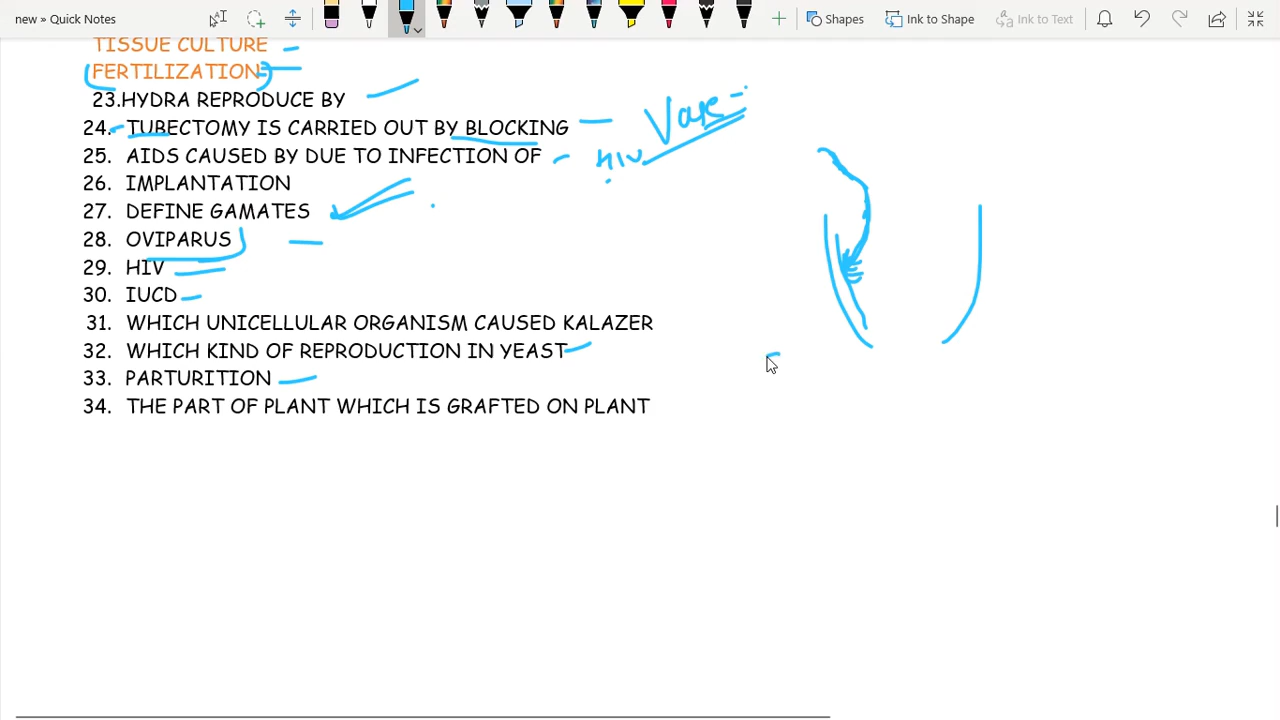 new » Quick Notes
Shapes
Ink to Shape
Ink to Text
TISSUE CULTURE
FERTILIZATION
23.HYDRA REPRODUCE BY
24. TUBECTOMY IS CARRIED OUT BY BLOCKING
25. AIDS CAUSED BY DUE TO INFECTION OF
HIV
26. IMPLANTATION
27. DEFINE GAMATES
28. OVIPARUS
29. HIV
30. IUCD
31. WHICH UNICELLULAR ORGANISM CAUSED KALAZER
32. WHICH KIND OF REPRODUCTION IN YEAST
33. PARTURITION
34. THE PART OF PLANT WHICH IS GRAFTED ON PLANT